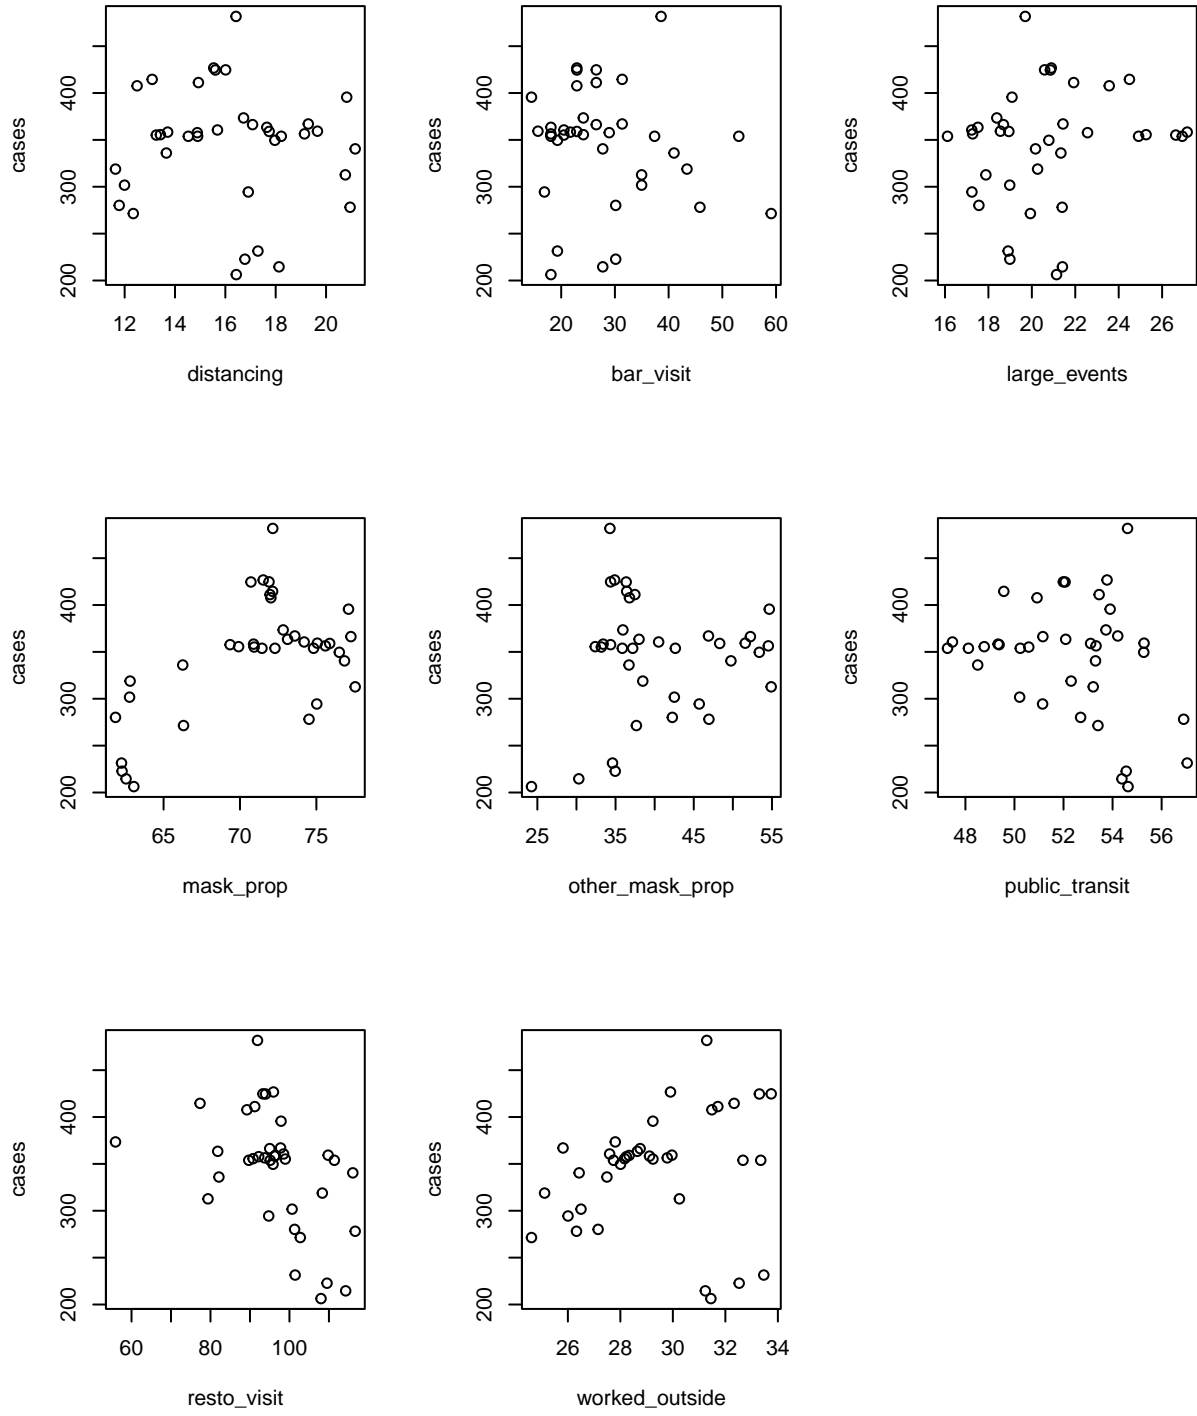 200 300 400
cases
12 14 16 18 20
distancing
200 300 400
cases
20 30 40 50 60
bar_visit
200 300 400
cases
16 18 20 22 24 26
large_events
200 300 400
cases
65 70 75
mask_prop
200 300 400
cases
25 35 45 55
other_mask_prop
200 300 400
cases
48 50 52 54 56
public_transit
200 300 400
cases
60 80 100
resto_visit
200 300 400
cases
26 28 30 32 34
worked_outside